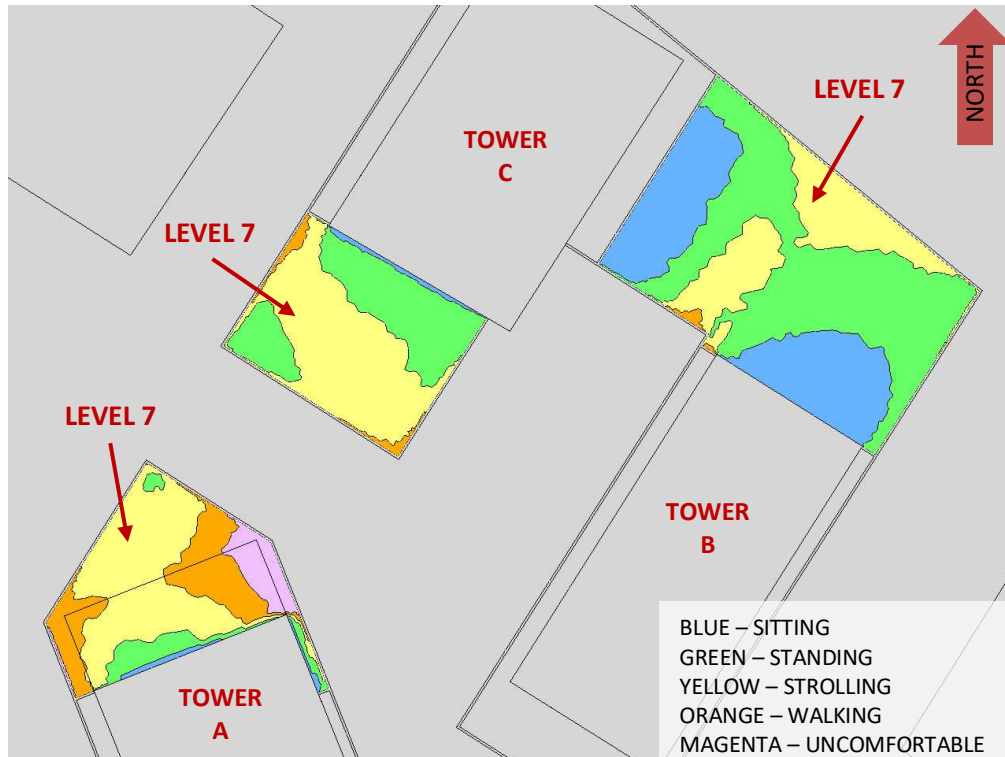 NORTH
LEVEL 7
TOWER
C
LEVEL 7
LEVEL 7
TOWER
B
TOWER
A
BLUE – SITTING
GREEN – STANDING
YELLOW – STROLLING
ORANGE – WALKING
MAGENTA – UNCOMFORTABLE